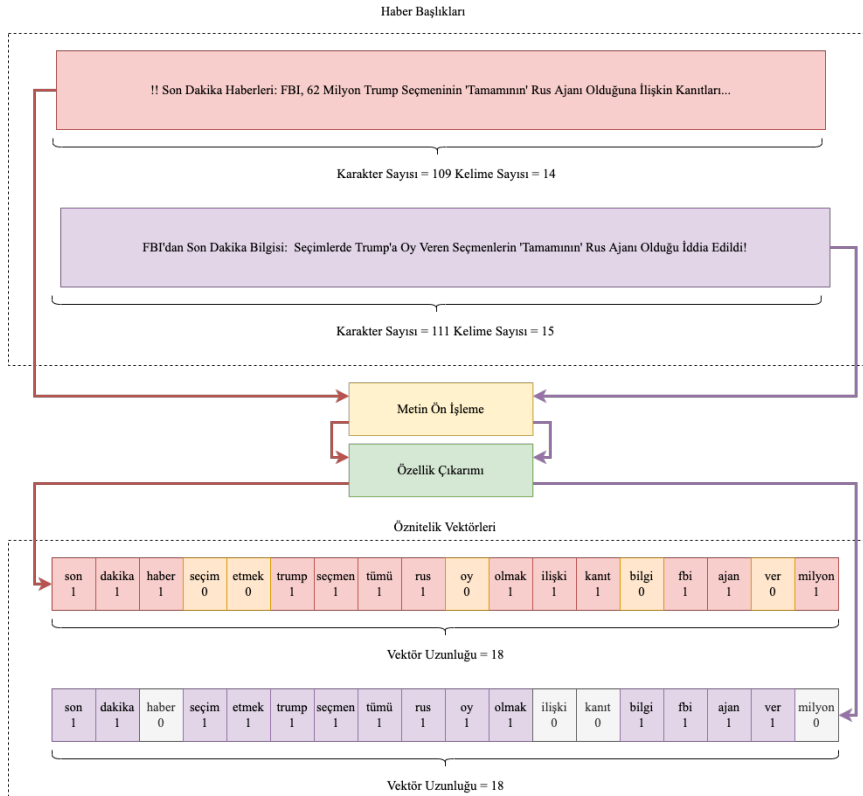 Haber Başlıkları
!! Son Dakika Haberleri: FBI, 62 Milyon Trump Seçmeninin 'Tamamının' Rus Ajanı Olduğuna İlişkin Kanıtları...
Karakter Sayısı = 109 Kelime Sayısı = 14
FBI'dan Son Dakika Bilgisi:  Seçimlerde Trump'a Oy Veren Seçmenlerin 'Tamamının' Rus Ajanı Olduğu İddia Edildi!
Karakter Sayısı = 111 Kelime Sayısı = 15
Metin Ön İşleme
Özellik Çıkarımı
Öznitelik Vektörleri
son dakika haber seçim etmek trump seçmen tümü rus oy olmak ilişki kanıt bilgi fbi ajan ver milyon
1 1 1 0 0 1 1 1 1 0 1 1 1 0 1 1 0 1
Vektör Uzunluğu = 18
son dakika haber seçim etmek trump seçmen tümü rus oy olmak ilişki kanıt bilgi fbi ajan ver milyon
1 1 0 1 1 1 1 1 1 1 1 0 0 1 1 1 1 0
Vektör Uzunluğu = 18